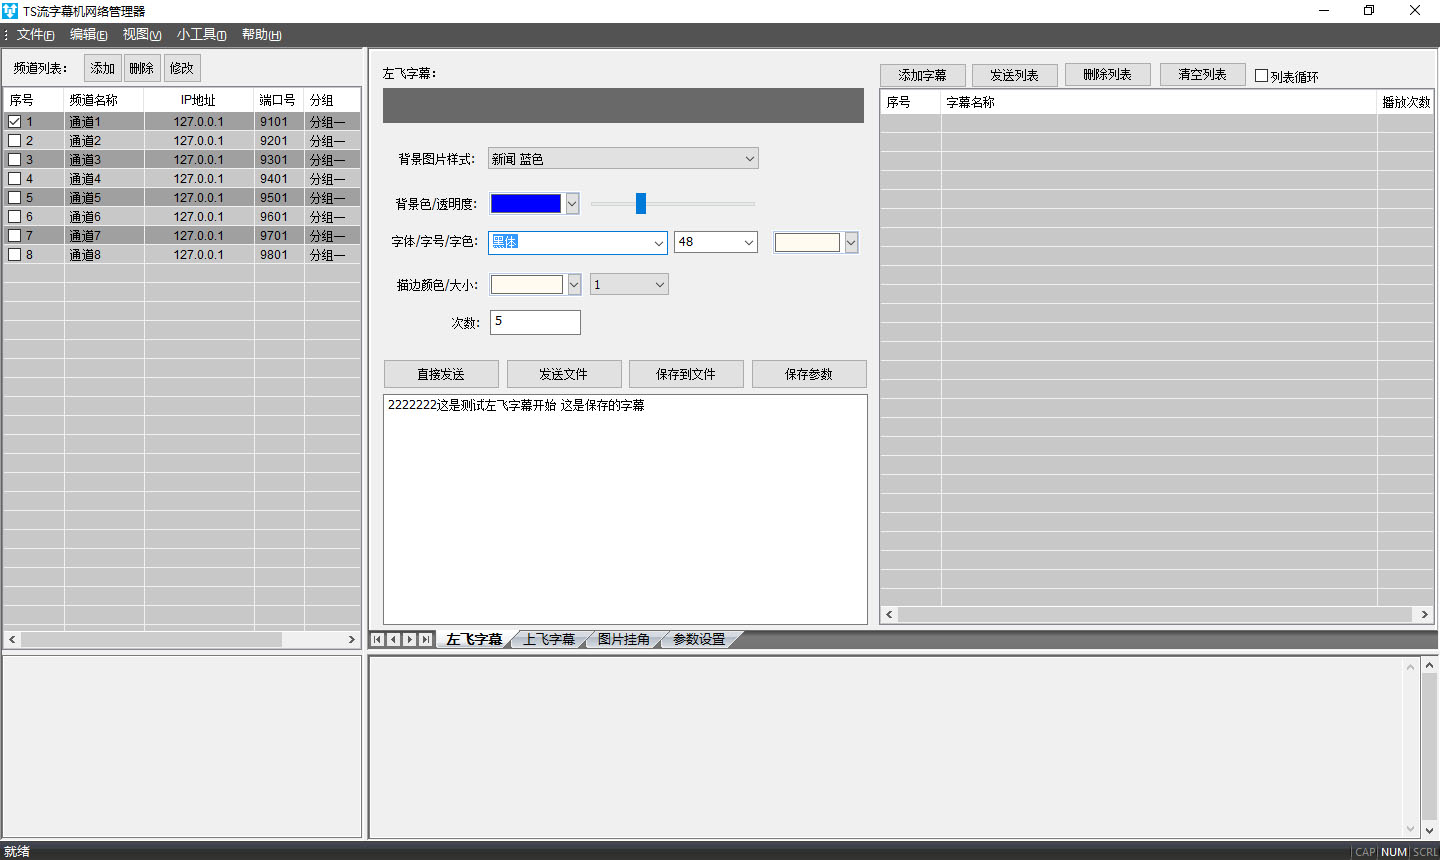 TS流字幕机网络管理器
文件(F) 编辑(E) 视图(V) 小工具(T) 帮助(H)
频道列表: 添加 删除 修改
序号 频道名称 IP地址 端口号 分组
1 通道1 127.0.0.1 9101 分组一
2 通道2 127.0.0.1 9201 分组一
3 通道3 127.0.0.1 9301 分组一
4 通道4 127.0.0.1 9401 分组一
5 通道5 127.0.0.1 9501 分组一
6 通道6 127.0.0.1 9601 分组一
7 通道7 127.0.0.1 9701 分组一
8 通道8 127.0.0.1 9801 分组一
左飞字幕:
背景图片样式: 新闻 蓝色
背景色/透明度:
字体/字号/字色: 黑体 48
描边颜色/大小: 1
次数: 5
直接发送 发送文件 保存到文件 保存参数
2222222这是测试左飞字幕开始 这是保存的字幕
添加字幕 发送列表 删除列表 清空列表 列表循环
序号 字幕名称 播放次数
左飞字幕 上飞字幕 图片挂角 参数设置
就绪 CAP NUM SCRL